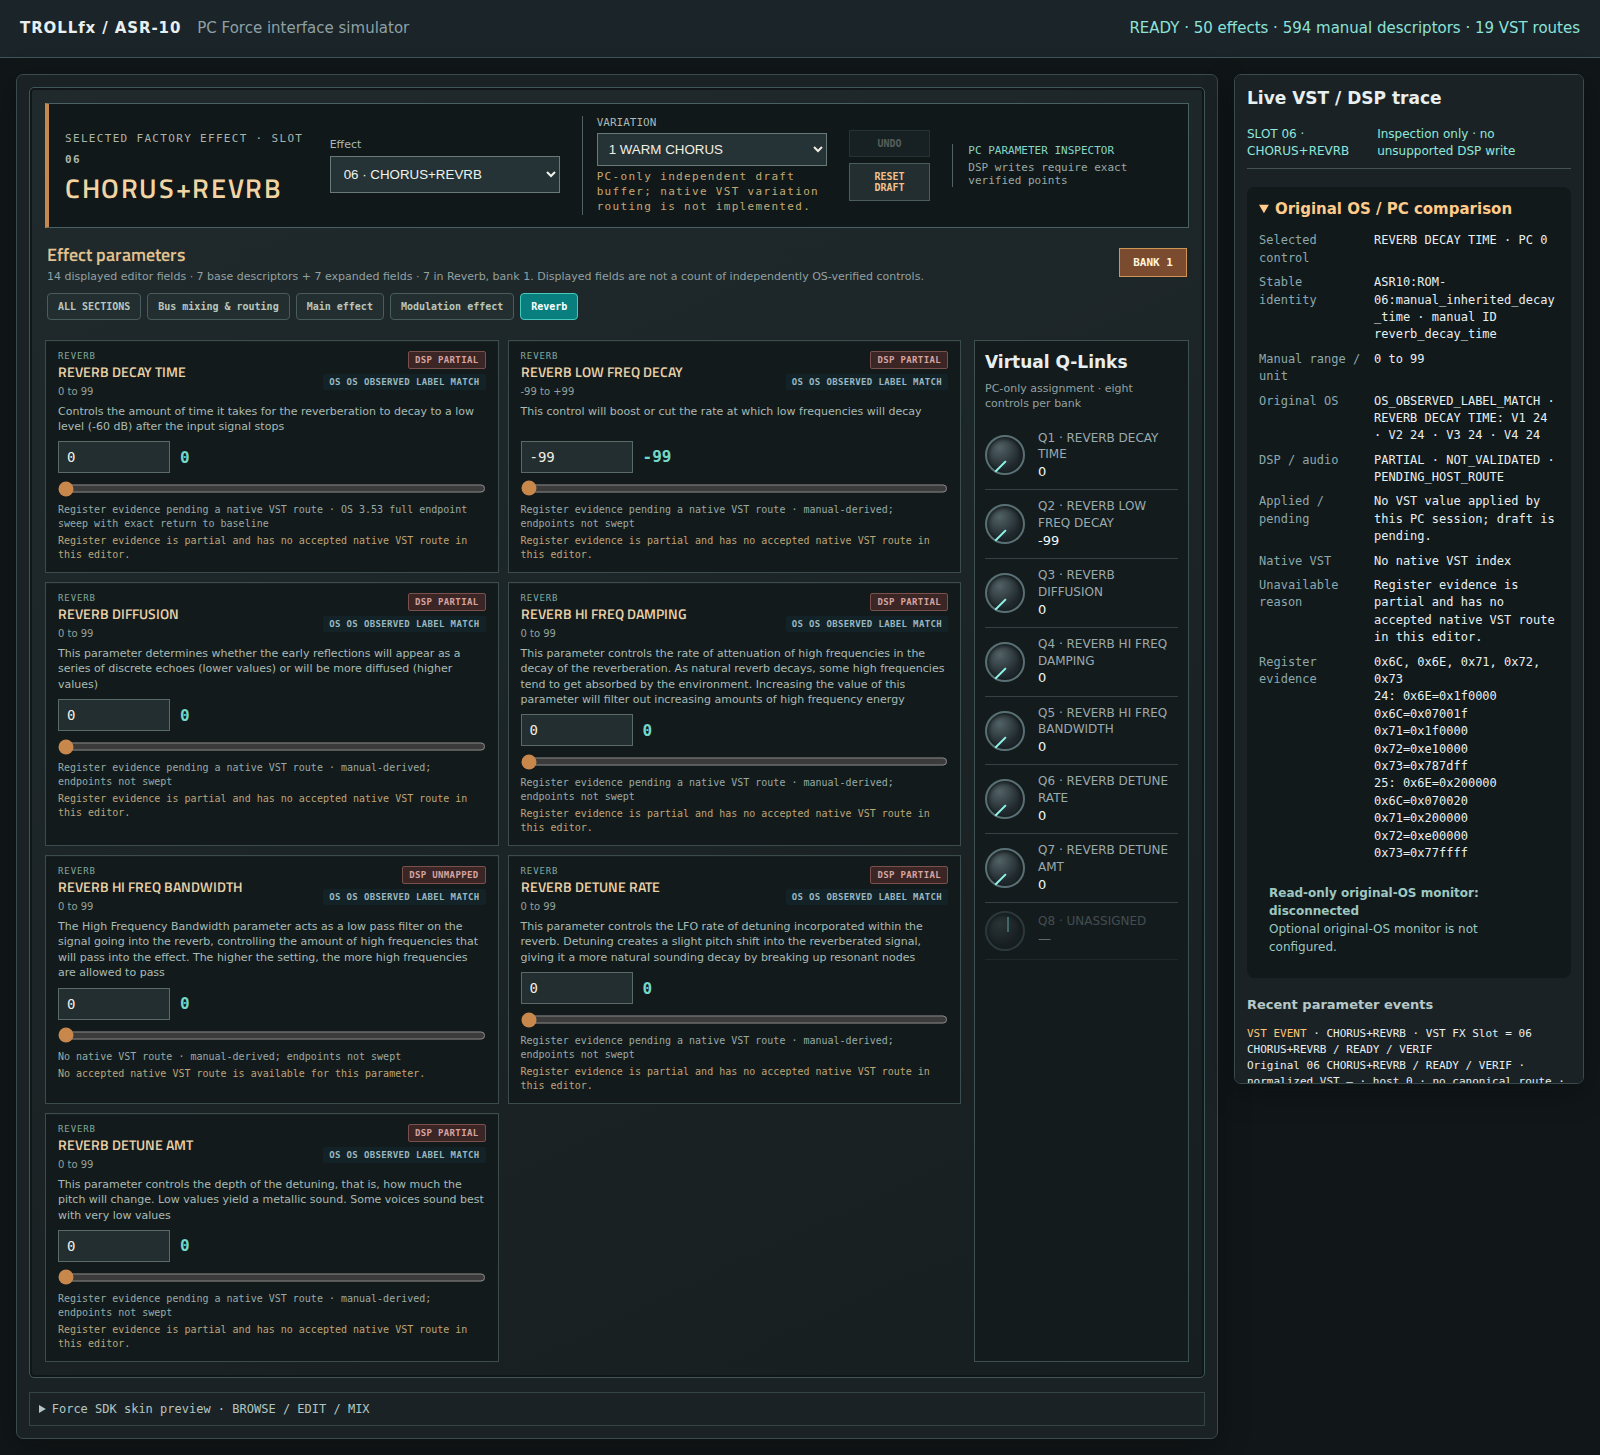 TROLLfx / ASR-10 PC Force interface simulator
READY · 50 effects · 594 manual descriptors · 19 VST routes
SELECTED FACTORY EFFECT · SLOT
06
CHORUS+REVRB
Effect
06 · CHORUS+REVRB
VARIATION
1 WARM CHORUS
PC-only independent draft
buffer; native VST variation
routing is not implemented.
UNDO
RESET
DRAFT
PC PARAMETER INSPECTOR
DSP writes require exact
verified points
Effect parameters
14 displayed editor fields · 7 base descriptors + 7 expanded fields · 7 in Reverb, bank 1. Displayed fields are not a count of independently OS-verified controls.
BANK 1
ALL SECTIONS
Bus mixing & routing
Main effect
Modulation effect
Reverb
REVERB
REVERB DECAY TIME
0 to 99
DSP PARTIAL
OS OS OBSERVED LABEL MATCH
Controls the amount of time it takes for the reverberation to decay to a low
level (-60 dB) after the input signal stops
0 0
Register evidence pending a native VST route · OS 3.53 full endpoint
sweep with exact return to baseline
Register evidence is partial and has no accepted native VST route in
this editor.
REVERB
REVERB LOW FREQ DECAY
-99 to +99
DSP PARTIAL
OS OS OBSERVED LABEL MATCH
This control will boost or cut the rate at which low frequencies will decay
-99 -99
Register evidence pending a native VST route · manual-derived;
endpoints not swept
Register evidence is partial and has no accepted native VST route in
this editor.
REVERB
REVERB DIFFUSION
0 to 99
DSP PARTIAL
OS OS OBSERVED LABEL MATCH
This parameter determines whether the early reflections will appear as a
series of discrete echoes (lower values) or will be more diffused (higher
values)
0 0
Register evidence pending a native VST route · manual-derived;
endpoints not swept
Register evidence is partial and has no accepted native VST route in
this editor.
REVERB
REVERB HI FREQ DAMPING
0 to 99
DSP PARTIAL
OS OS OBSERVED LABEL MATCH
This parameter controls the rate of attenuation of high frequencies in the
decay of the reverberation. As natural reverb decays, some high frequencies
tend to get absorbed by the environment. Increasing the value of this
parameter will filter out increasing amounts of high frequency energy
0 0
Register evidence pending a native VST route · manual-derived;
endpoints not swept
Register evidence is partial and has no accepted native VST route in
this editor.
REVERB
REVERB HI FREQ BANDWIDTH
0 to 99
DSP UNMAPPED
OS OS OBSERVED LABEL MATCH
The High Frequency Bandwidth parameter acts as a low pass filter on the
signal going into the reverb, controlling the amount of high frequencies that
will pass into the effect. The higher the setting, the more high frequencies
are allowed to pass
0 0
No native VST route · manual-derived; endpoints not swept
No accepted native VST route is available for this parameter.
REVERB
REVERB DETUNE RATE
0 to 99
DSP PARTIAL
OS OS OBSERVED LABEL MATCH
This parameter controls the LFO rate of detuning incorporated within the
reverb. Detuning creates a slight pitch shift into the reverberated signal,
giving it a more natural sounding decay by breaking up resonant nodes
0 0
Register evidence pending a native VST route · manual-derived;
endpoints not swept
Register evidence is partial and has no accepted native VST route in
this editor.
REVERB
REVERB DETUNE AMT
0 to 99
DSP PARTIAL
OS OS OBSERVED LABEL MATCH
This parameter controls the depth of the detuning, that is, how much the
pitch will change. Low values yield a metallic sound. Some voices sound best
with very low values
0 0
Register evidence pending a native VST route · manual-derived;
endpoints not swept
Register evidence is partial and has no accepted native VST route in
this editor.
Virtual Q-Links
PC-only assignment · eight
controls per bank
Q1 · REVERB DECAY
TIME
0
Q2 · REVERB LOW
FREQ DECAY
-99
Q3 · REVERB
DIFFUSION
0
Q4 · REVERB HI FREQ
DAMPING
0
Q5 · REVERB HI FREQ
BANDWIDTH
0
Q6 · REVERB DETUNE
RATE
0
Q7 · REVERB DETUNE
AMT
0
Q8 · UNASSIGNED
—
Force SDK skin preview · BROWSE / EDIT / MIX
Live VST / DSP trace
SLOT 06 ·
CHORUS+REVRB
Inspection only · no
unsupported DSP write
Original OS / PC comparison
Selected
control
REVERB DECAY TIME · PC 0
Stable
identity
ASR10:ROM-
06:manual_inherited_decay
_time · manual ID
reverb_decay_time
Manual range /
unit
0 to 99
Original OS
OS_OBSERVED_LABEL_MATCH ·
REVERB DECAY TIME: V1 24
· V2 24 · V3 24 · V4 24
DSP / audio
PARTIAL · NOT_VALIDATED ·
PENDING_HOST_ROUTE
Applied /
pending
No VST value applied by
this PC session; draft is
pending.
Native VST
No native VST index
Unavailable
reason
Register evidence is
partial and has no
accepted native VST route
in this editor.
Register
evidence
0x6C, 0x6E, 0x71, 0x72,
0x73
24: 0x6E=0x1f0000
0x6C=0x07001f
0x71=0x1f0000
0x72=0xe10000
0x73=0x787dff
25: 0x6E=0x200000
0x6C=0x070020
0x71=0x200000
0x72=0xe00000
0x73=0x77ffff
Read-only original-OS monitor:
disconnected
Optional original-OS monitor is not
configured.
Recent parameter events
VST EVENT · CHORUS+REVRB · VST FX Slot = 06
CHORUS+REVRB / READY / VERIF
Original 06 CHORUS+REVRB / READY / VERIF ·
normalized VST — · host 0 · no canonical route ·